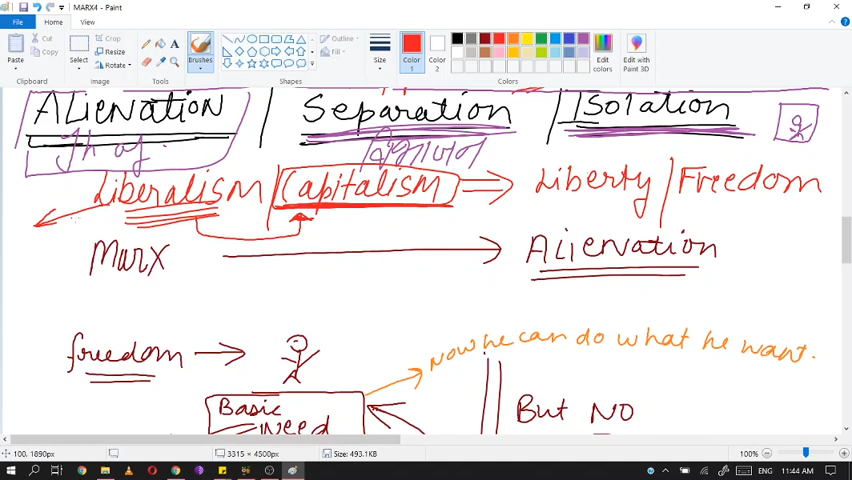 MARX4 - Paint
File Home View
Cut
Copy
Paste
Crop
Resize
Rotate
Select
Brushes
Outline
Fill
Size
Color 1
Color 2
Edit colors
Edit with Paint 3D
Clipboard Image Tools Shapes Colors
Alienation | Separation | Isolation
Th of
Liberalism | Capitalism ⇒ Liberty | Freedom
Marx → Alienation
freedom →
Now he can do what he want.
Basic
Need
But NO
100, 1890px 3315 × 4500px Size: 493.1KB 100%
ENG 11:44 AM